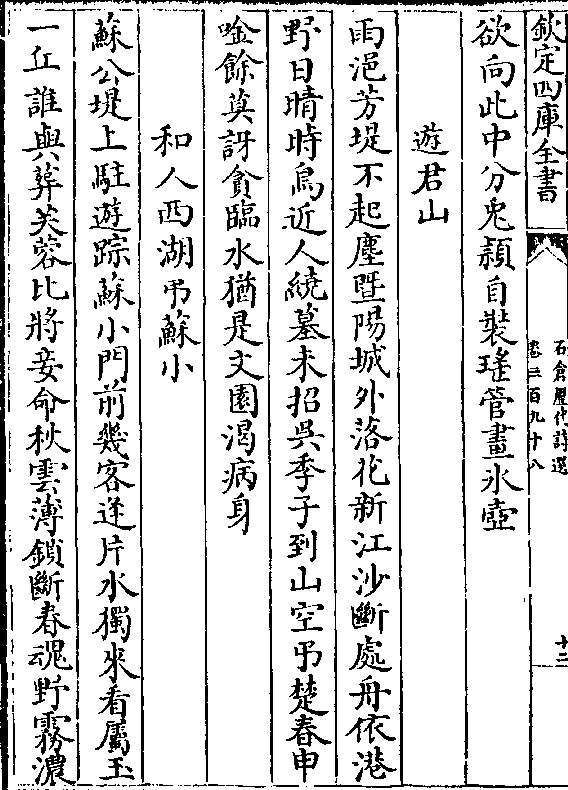 欽定四庫全書
石倉歷代詩選
卷三百九十八
十二
欲向此中分兎頴自裝瑤管畫氷壺
遊君山
雨浥芳堤不起塵暨陽城外落花新江沙斷處舟依港
野日晴時鳥近人繞墓未招吳季子到山空弔楚春申
唫餘莫訝貪臨水猶是文園渴病身
和人西湖弔蘇小
蘇公堤上駐遊踪蘇小門前幾客逢片水獨來看屬玉
一丘誰與葬芙蓉比將妾命秋雲薄鎖斷春魂野霧濃